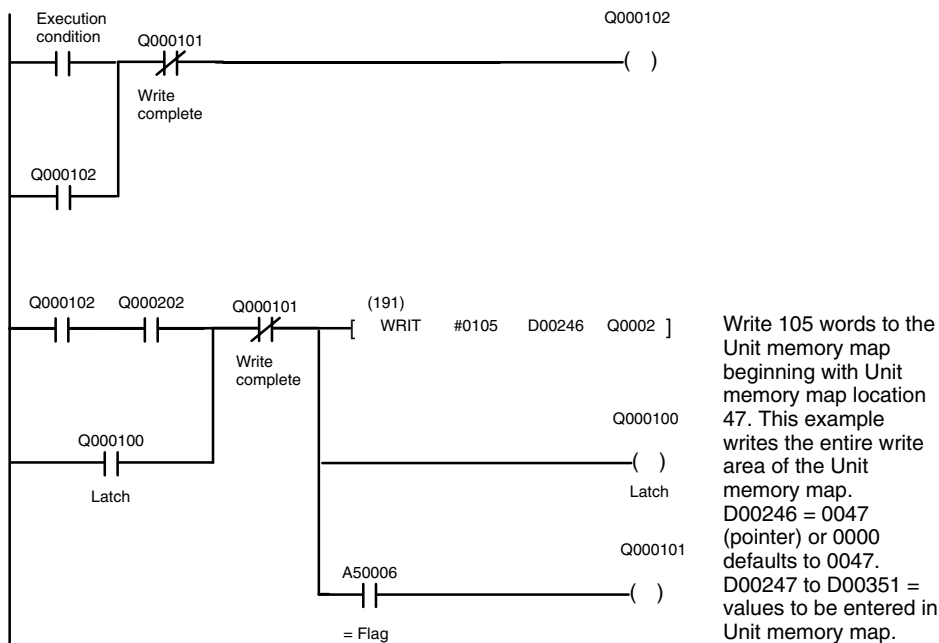 Execution
condition
Q000101
Q000102
( )
Write
complete
Q000102
Q000102
Q000202
Q000101
(191)
[ WRIT #0105 D00246 Q0002 ]
Write
complete
Q000100
Latch
Q000100
( )
Latch
Q000101
A50006
( )
= Flag
Write 105 words to the
Unit memory map
beginning with Unit
memory map location
47. This example
writes the entire write
area of the Unit
memory map.
D00246 = 0047
(pointer) or 0000
defaults to 0047.
D00247 to D00351 =
values to be entered in
Unit memory map.